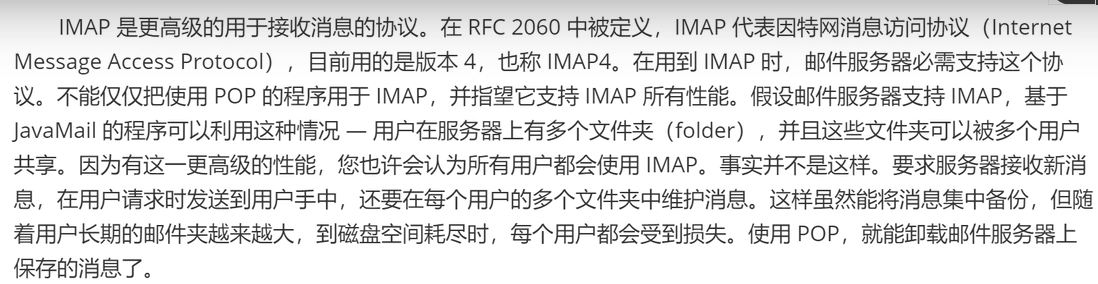 IMAP 是更高级的用于接收消息的协议。在 RFC 2060 中被定义，IMAP 代表因特网消息访问协议（Internet
Message Access Protocol），目前用的是版本 4，也称 IMAP4。在用到 IMAP 时，邮件服务器必需支持这个协
议。不能仅仅把使用 POP 的程序用于 IMAP，并指望它支持 IMAP 所有性能。假设邮件服务器支持 IMAP，基于
JavaMail 的程序可以利用这种情况 — 用户在服务器上有多个文件夹（folder），并且这些文件夹可以被多个用户
共享。因为有这一更高级的性能，您也许会认为所有用户都会使用 IMAP。事实并不是这样。要求服务器接收新消
息，在用户请求时发送到用户手中，还要在每个用户的多个文件夹中维护消息。这样虽然能将消息集中备份，但随
着用户长期的邮件夹越来越大，到磁盘空间耗尽时，每个用户都会受到损失。使用 POP，就能卸载邮件服务器上
保存的消息了。